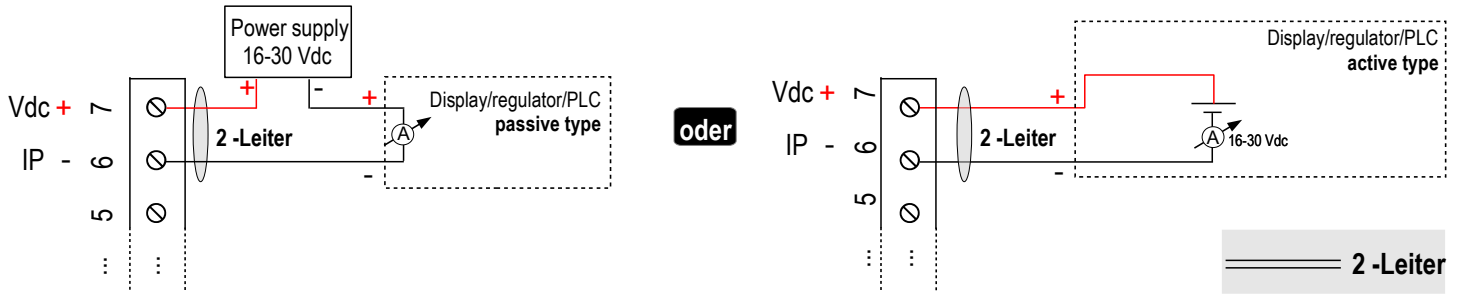 Power supply
16-30 Vdc
+ -
Vdc + 7
+
Display/regulator/PLC
passive type
A
2 -Leiter
IP - 6
-
5
...
...
oder
Display/regulator/PLC
active type
Vdc + 7
+
2 -Leiter
A
16-30 Vdc
IP - 6
-
5
...
...
2 -Leiter